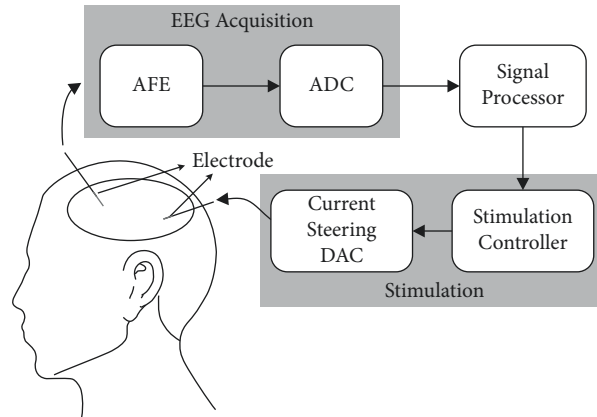 EEG Acquisition
AFE
ADC
Signal
Processor
Electrode
Current
Steering
DAC
Stimulation
Controller
Stimulation